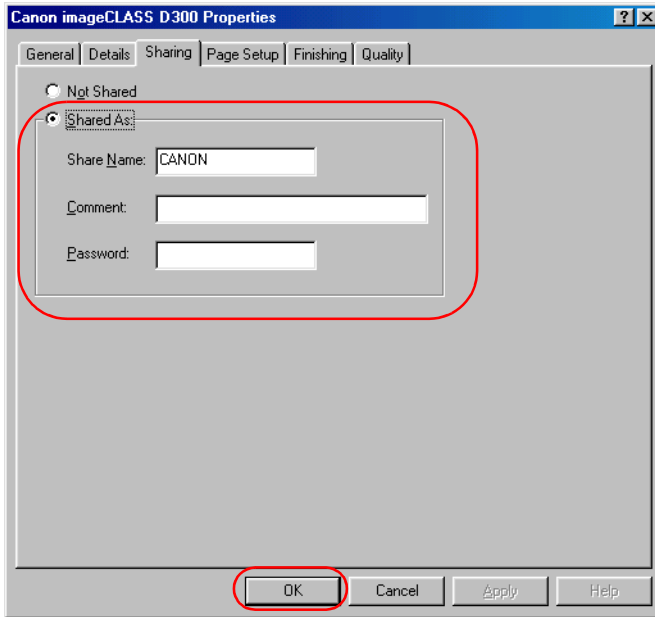 Canon imageCLASS D300 Properties
General Details Sharing Page Setup Finishing Quality
Not Shared
Shared As:
Share Name: CANON
Comment:
Password:
OK Cancel Apply Help